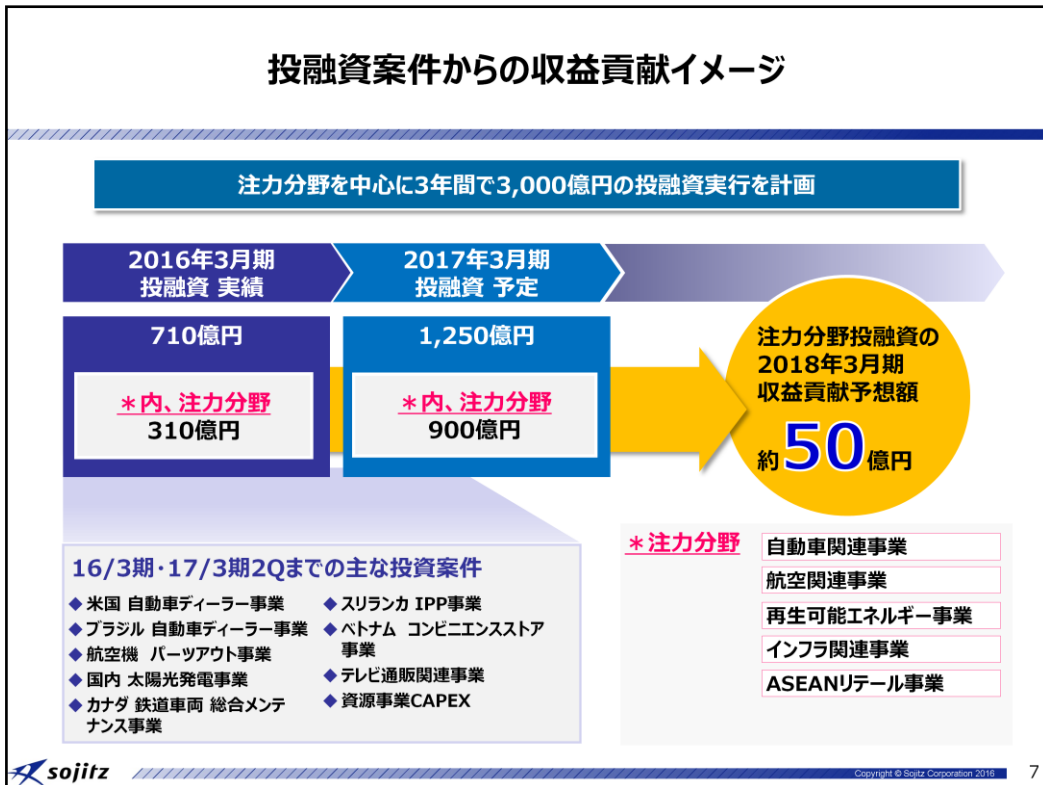 投融資案件からの収益貢献イメージ
注力分野を中心に3年間で3,000億円の投融資実行を計画
2016年3月期
投融資 実績
2017年3月期
投融資 予定
710億円
＊内、注力分野
310億円
1,250億円
＊内、注力分野
900億円
注力分野投融資の
2018年3月期
収益貢献予想額
約50億円
16/3期・17/3期2Qまでの主な投資案件
◆米国 自動車ディーラー事業
◆ブラジル 自動車ディーラー事業
◆航空機 パーツアウト事業
◆国内 太陽光発電事業
◆カナダ 鉄道車両 総合メンテ
ナンス事業
◆スリランカ IPP事業
◆ベトナム コンビニエンスストア
事業
◆テレビ通販関連事業
◆資源事業CAPEX
＊注力分野
自動車関連事業
航空関連事業
再生可能エネルギー事業
インフラ関連事業
ASEANリテール事業
sojitz
Copyright © Sojitz Corporation 2016
7